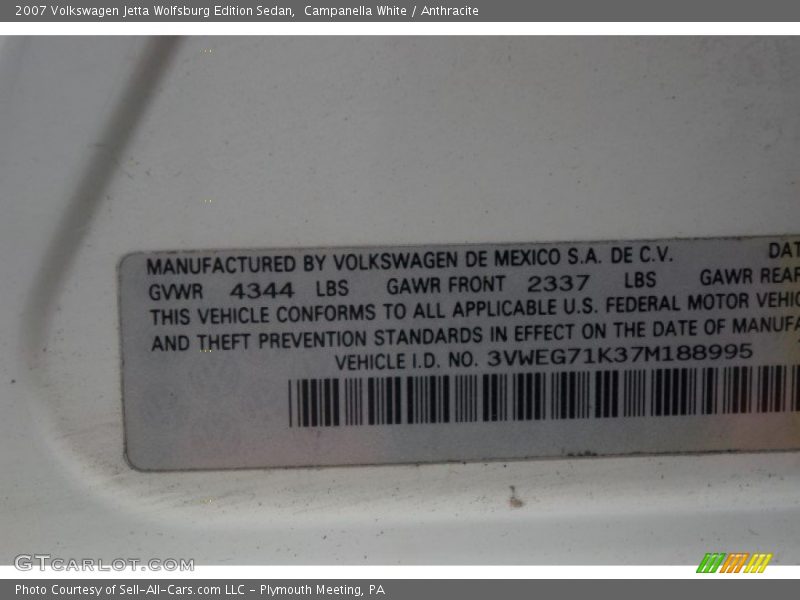 2007 Volkswagen Jetta Wolfsburg Edition Sedan,  Campanella White / Anthracite
MANUFACTURED BY VOLKSWAGEN DE MEXICO S.A. DE C.V. DAT
GVWR 4344 LBS GAWR FRONT 2337 LBS GAWR REAR
THIS VEHICLE CONFORMS TO ALL APPLICABLE U.S. FEDERAL MOTOR VEHIC
AND THEFT PREVENTION STANDARDS IN EFFECT ON THE DATE OF MANUFA
VEHICLE I.D. NO. 3VWEG71K37M188995
GTCARLOT.COM
Photo Courtesy of Sell-All-Cars.com LLC - Plymouth Meeting, PA